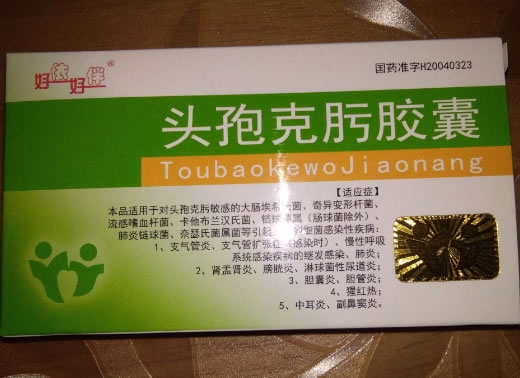 好依好伴®
国药准字H20040323
头孢克肟胶囊
ToubaokewoJiaonang
【适应症】
本品适用于对头孢克肟敏感的大肠埃希氏菌、奇异变形杆菌、
流感嗜血杆菌、卡他布兰汉氏菌、链球菌属(肠球菌除外)、
肺炎链球菌、奈瑟氏菌属菌等引起 细菌感染性疾病:
1、支气管炎、支气管扩张症(感染时)、慢性呼吸
系统感染疾病的继发感染、肺炎;
2、肾盂肾炎、膀胱炎、淋球菌性尿道炎;
3、胆囊炎、胆管炎;
4、猩红热;
5、中耳炎、副鼻窦炎。